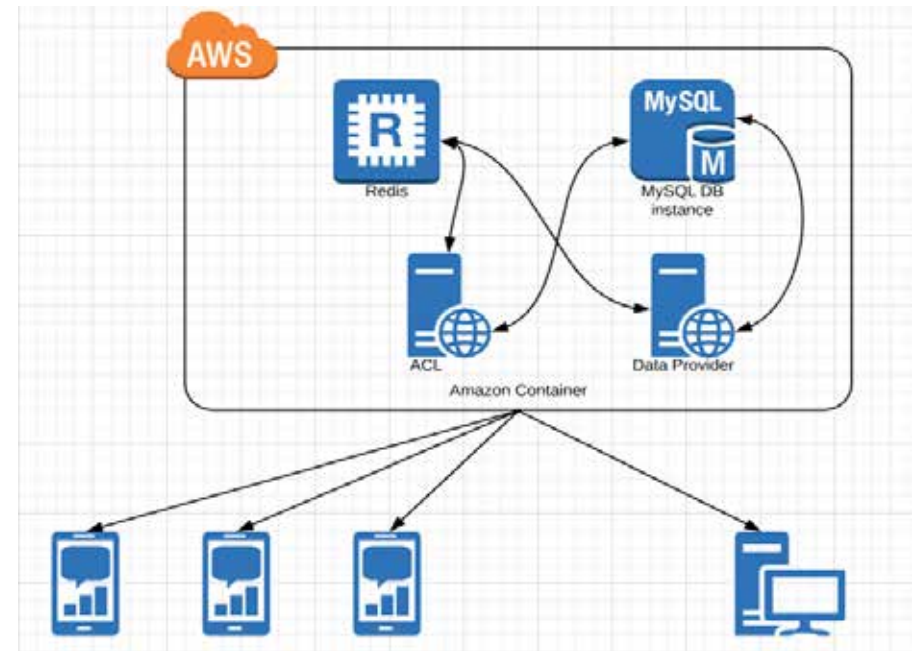 AWS
R
MySQL
M
Redis
MySQL DB
instance
ACL
Data Provider
Amazon Container